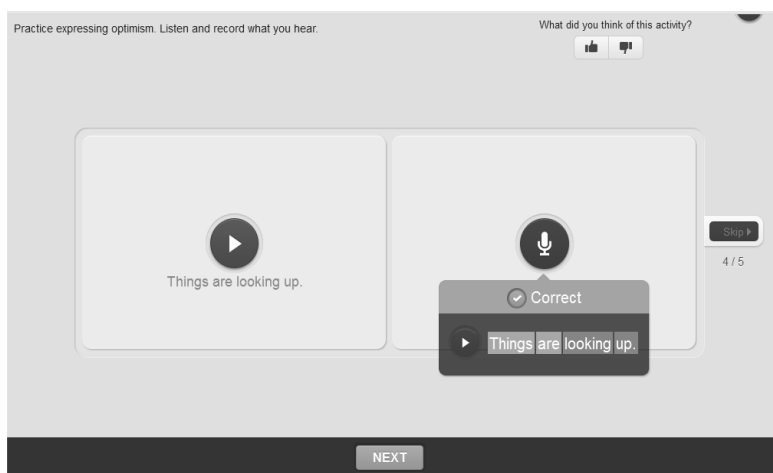 Practice expressing optimism. Listen and record what you hear.
What did you think of this activity?
Things are looking up.
Skip
4 / 5
Correct
Things are looking up.
NEXT